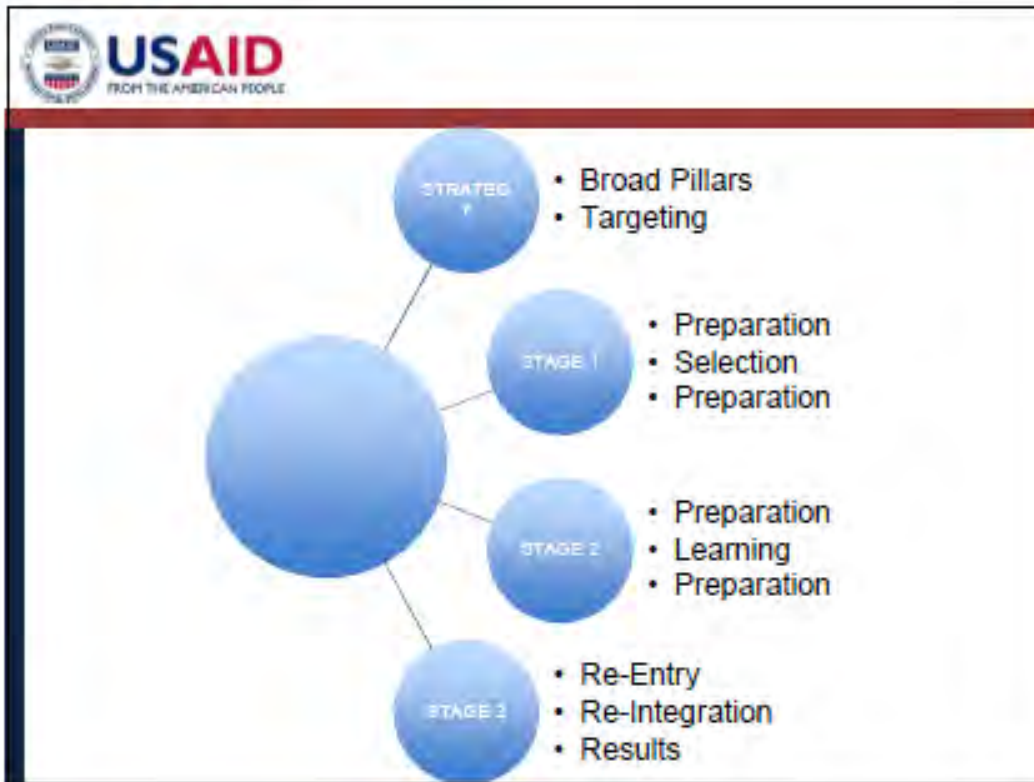 USAID
FROM THE AMERICAN PEOPLE
STRATEG
Y
• Broad Pillars
• Targeting
STAGE 1
• Preparation
• Selection
• Preparation
STAGE 2
• Preparation
• Learning
• Preparation
STAGE 3
• Re-Entry
• Re-Integration
• Results